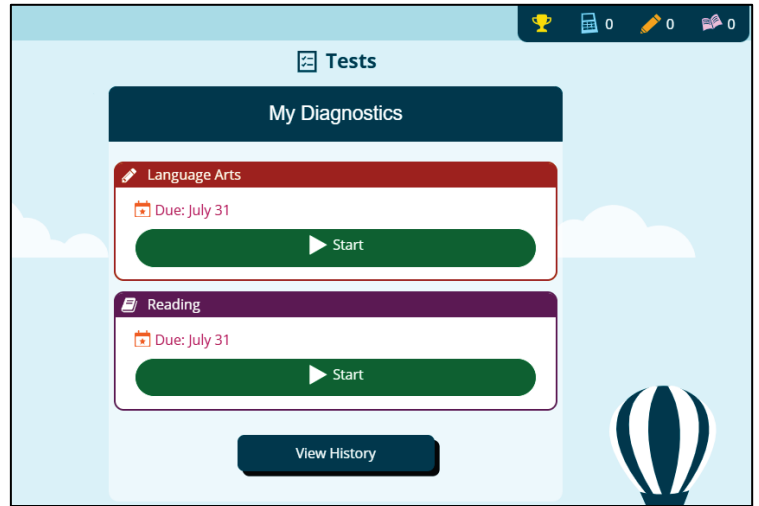 0 0 0
Tests
My Diagnostics
Language Arts
Due: July 31
Start
Reading
Due: July 31
Start
View History